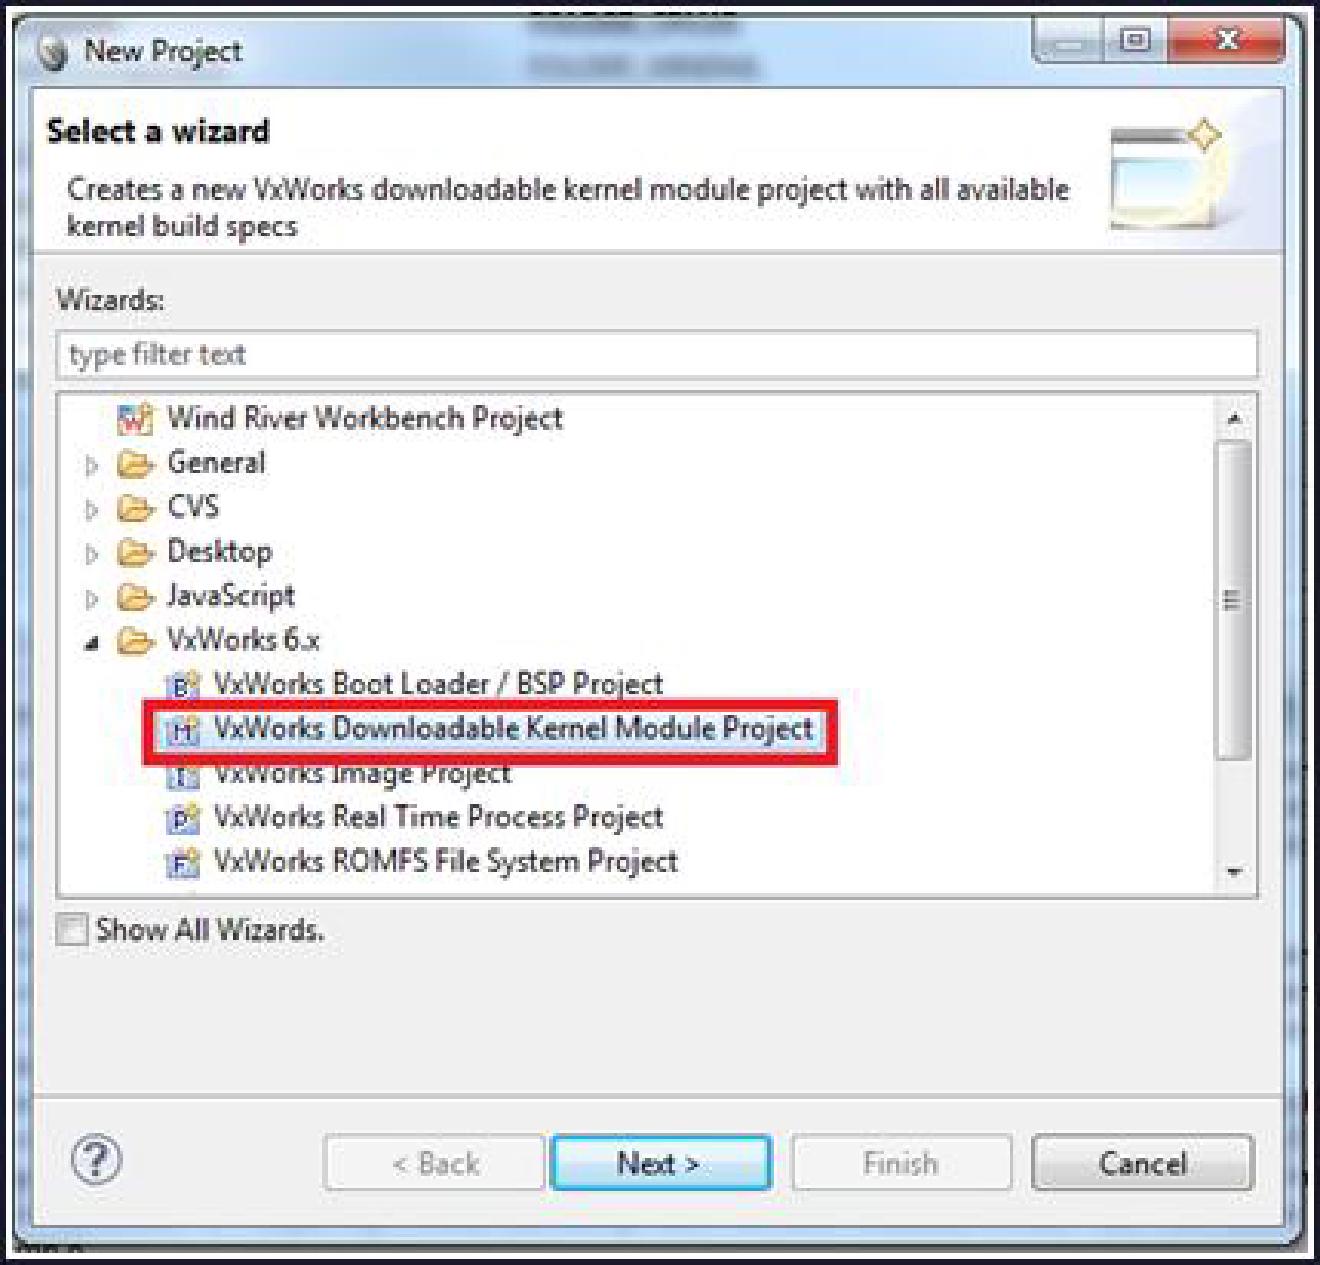 New Project
Select a wizard
Creates a new VxWorks downloadable kernel module project with all available
kernel build specs
Wizards:
type filter text
Wind River Workbench Project
General
CVS
Desktop
JavaScript
VxWorks 6.x
VxWorks Boot Loader / BSP Project
VxWorks Downloadable Kernel Module Project
VxWorks Image Project
VxWorks Real Time Process Project
VxWorks ROMFS File System Project
Show All Wizards.
?
< Back
Next >
Finish
Cancel